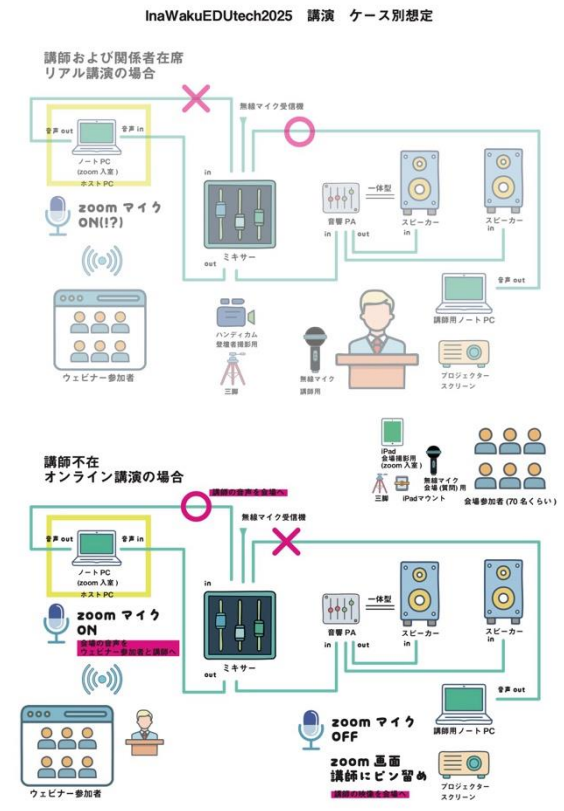 InaWakuEDUtech2025　講演　ケース別想定
講師および関係者在席
リアル講演の場合
無線マイク受信機
音声 out
音声 in
ノート PC
(zoom 入室 )
ホスト PC
in
zoom マイク
ON(!?)
一体型
音響 PA
スピーカー
スピーカー
in
out
in
in
ミキサー
out
音声 out
講師用ノート PC
ハンディカム
登壇者撮影用
三脚
無線マイク
講師用
プロジェクター
スクリーン
ウェビナー参加者
iPad
会場撮影用
(zoom 入室 )
無線マイク
会場 (質問) 用
三脚
iPadマウント
会場参加者 (70 名くらい )
講師不在
オンライン講演の場合
講師の音声を会場へ
無線マイク受信機
音声 out
音声 in
ノート PC
(zoom 入室 )
ホスト PC
in
zoom マイク
ON
会場の音声を
ウェビナー参加者と講師へ
一体型
音響 PA
スピーカー
スピーカー
in
out
in
in
ミキサー
out
音声 out
講師用ノート PC
zoom マイク
OFF
zoom 画面
講師にピン留め
講師の映像を会場へ
プロジェクター
スクリーン
ウェビナー参加者